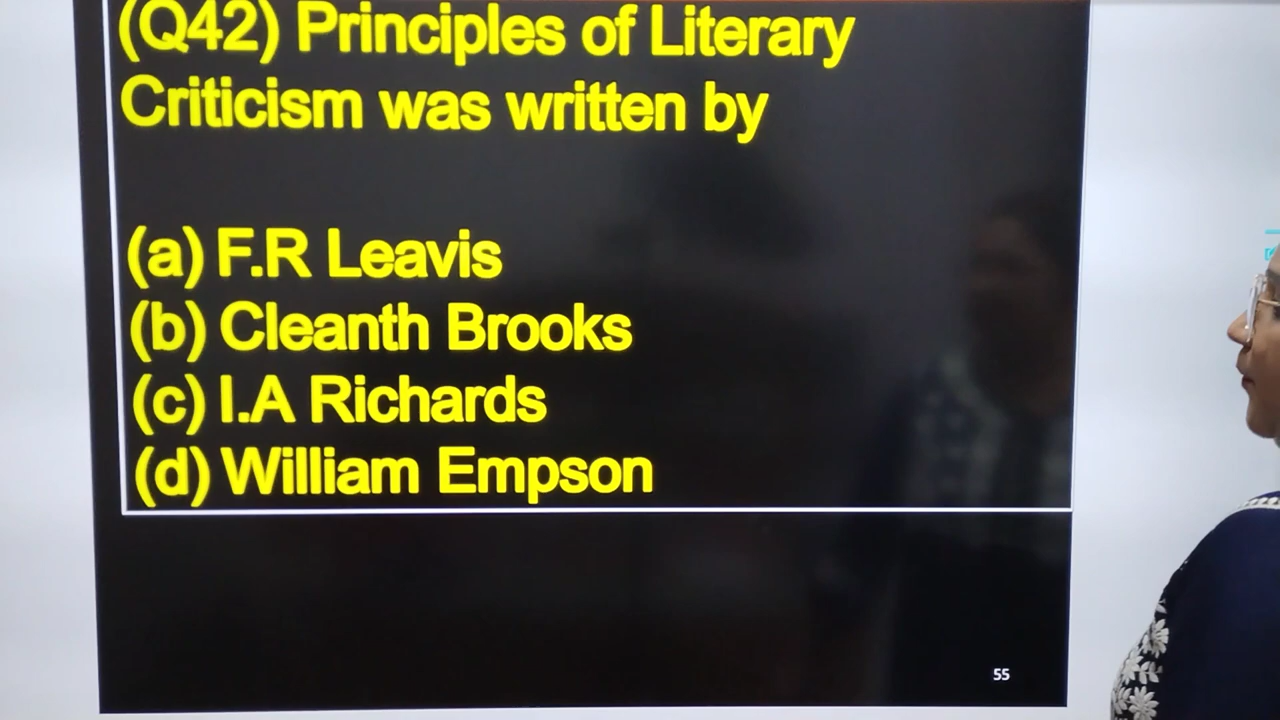 (Q42) Principles of Literary
Criticism was written by
(a) F.R Leavis
(b) Cleanth Brooks
(c) I.A Richards
(d) William Empson
55